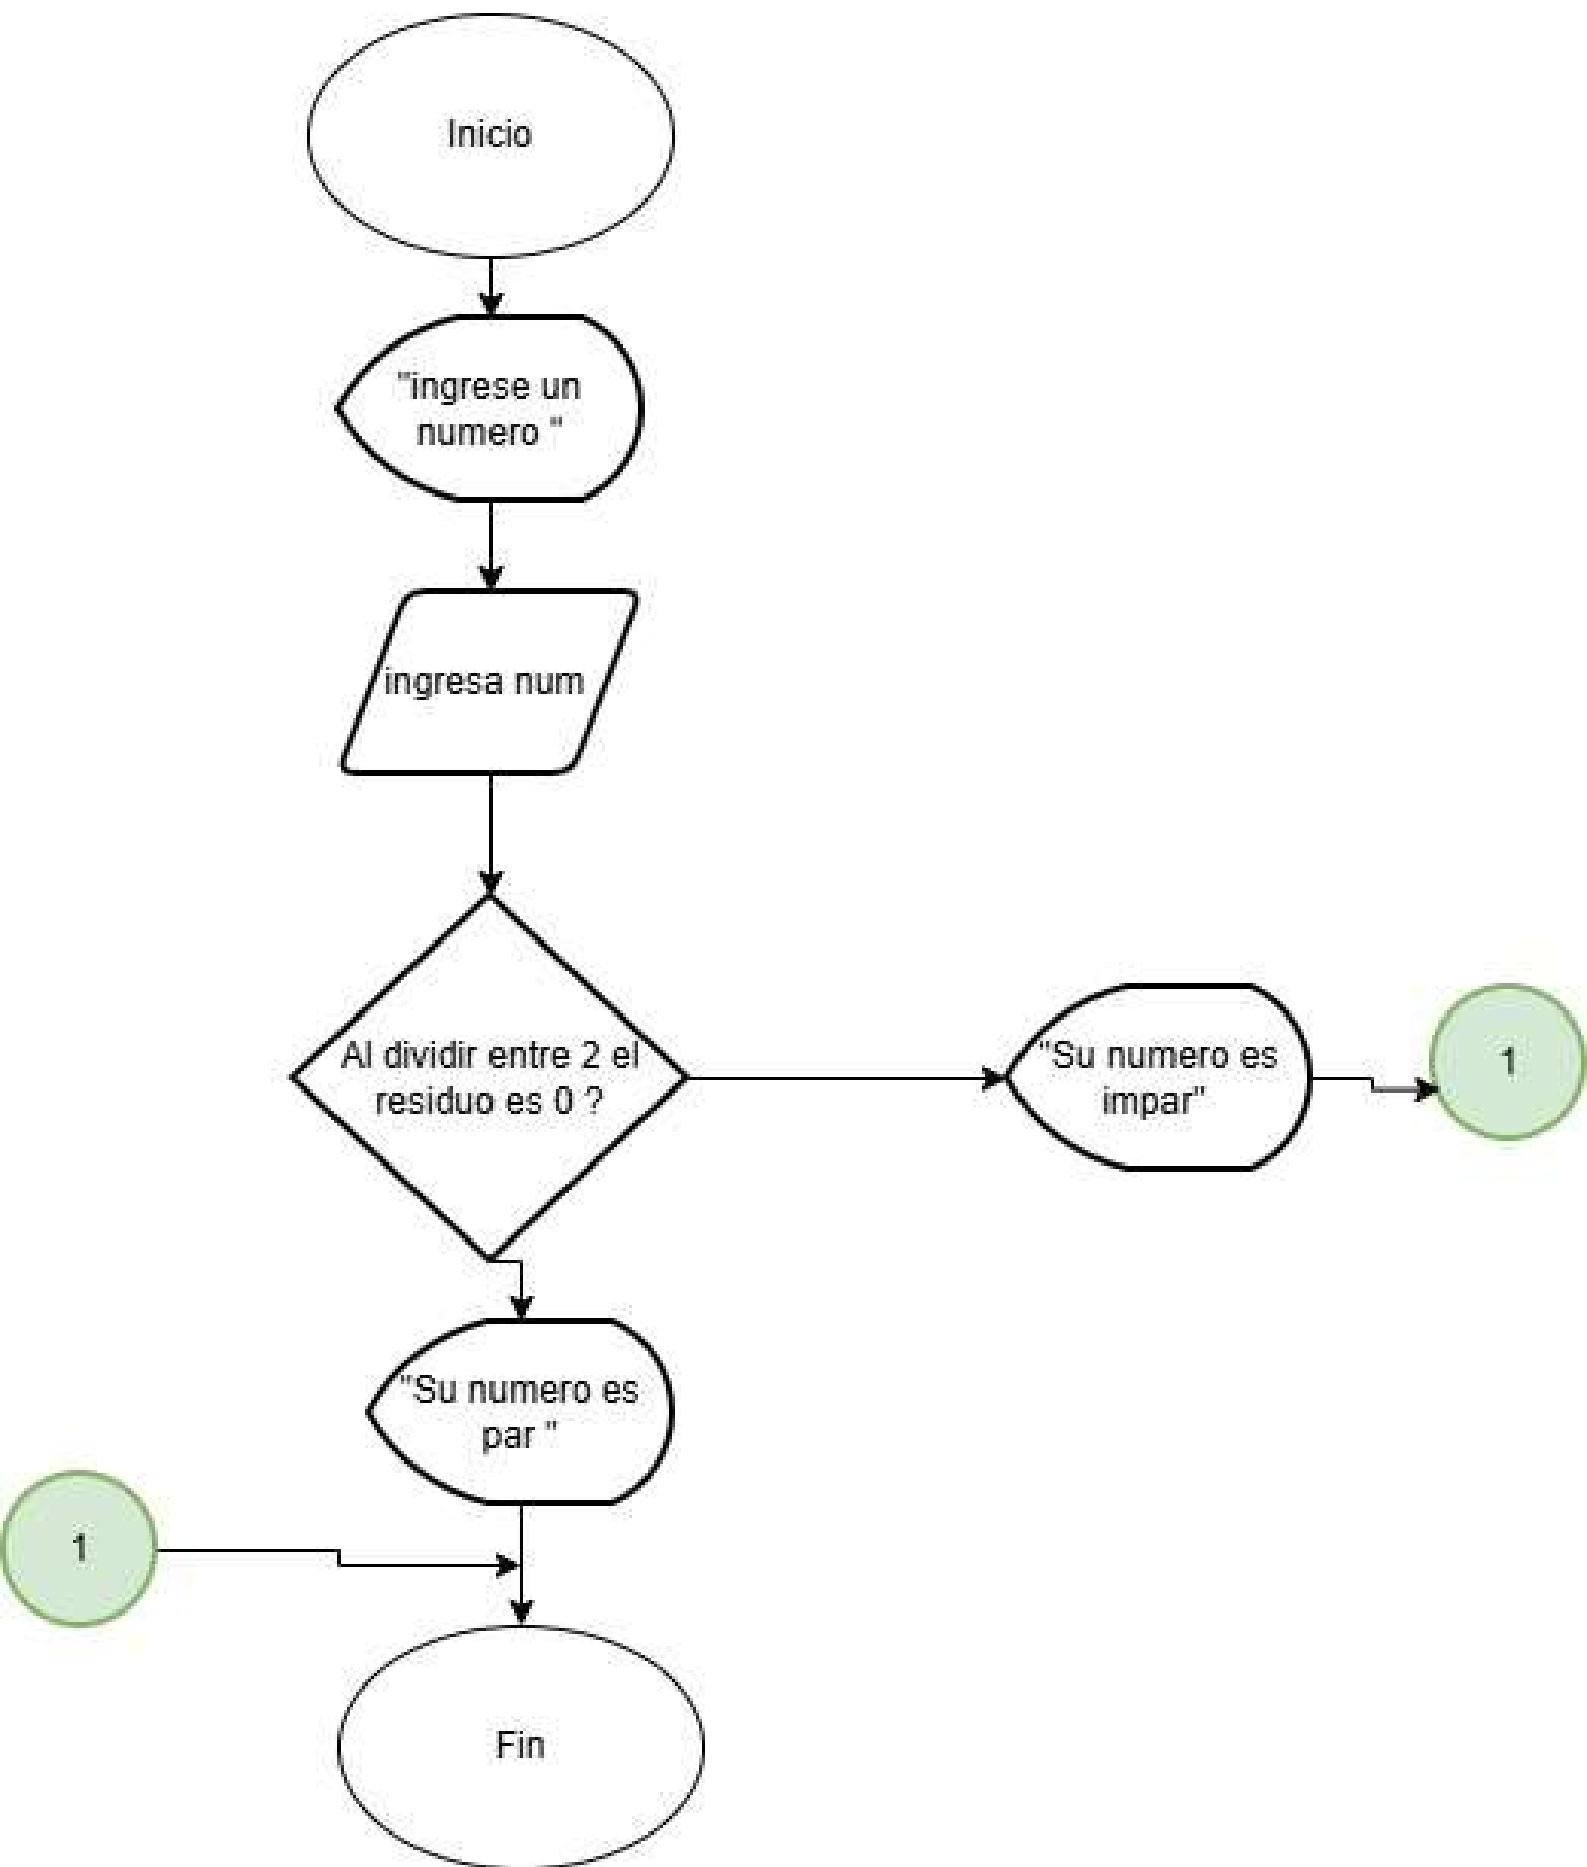 Inicio
"ingrese un
numero "
ingresa num
Al dividir entre 2 el
residuo es 0 ?
"Su numero es
impar"
1
"Su numero es
par "
1
Fin